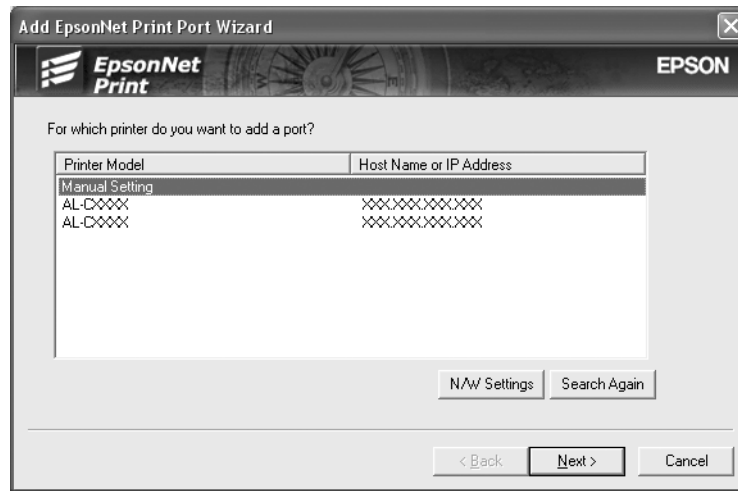 Add EpsonNet Print Port Wizard
EpsonNet
Print
EPSON
For which printer do you want to add a port?
Printer Model Host Name or IP Address
Manual Setting
AL-CXXXX XXX.XXX.XXX.XXX
AL-CXXXX XXX.XXX.XXX.XXX
N/W Settings Search Again
< Back Next > Cancel